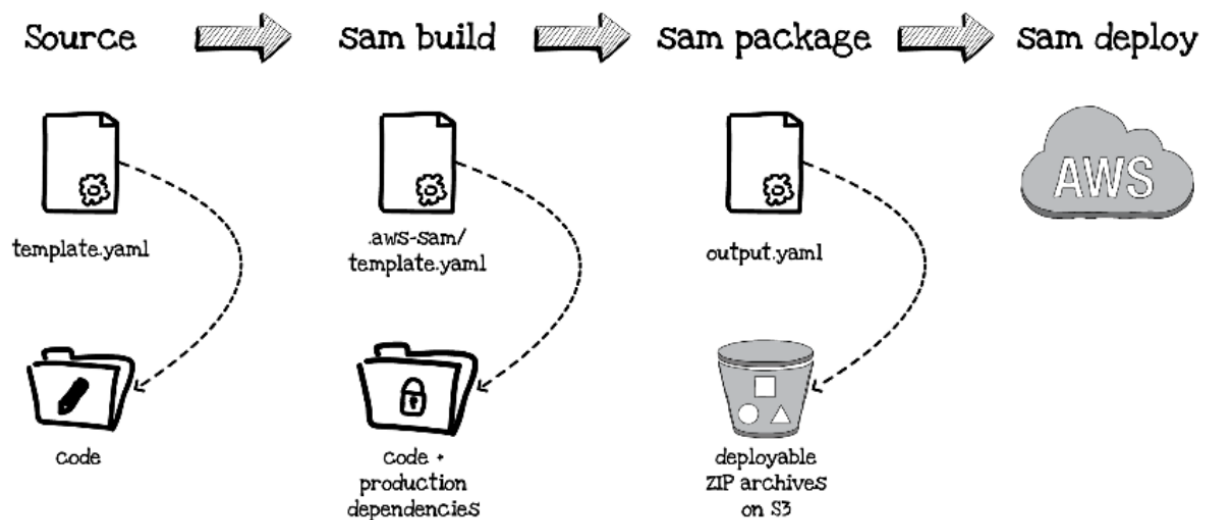 Source
sam build
sam package
sam deploy
template.yaml
.aws-sam/
template.yaml
output.yaml
AWS
code
code +
production
dependencies
deployable
ZIP archives
on S3